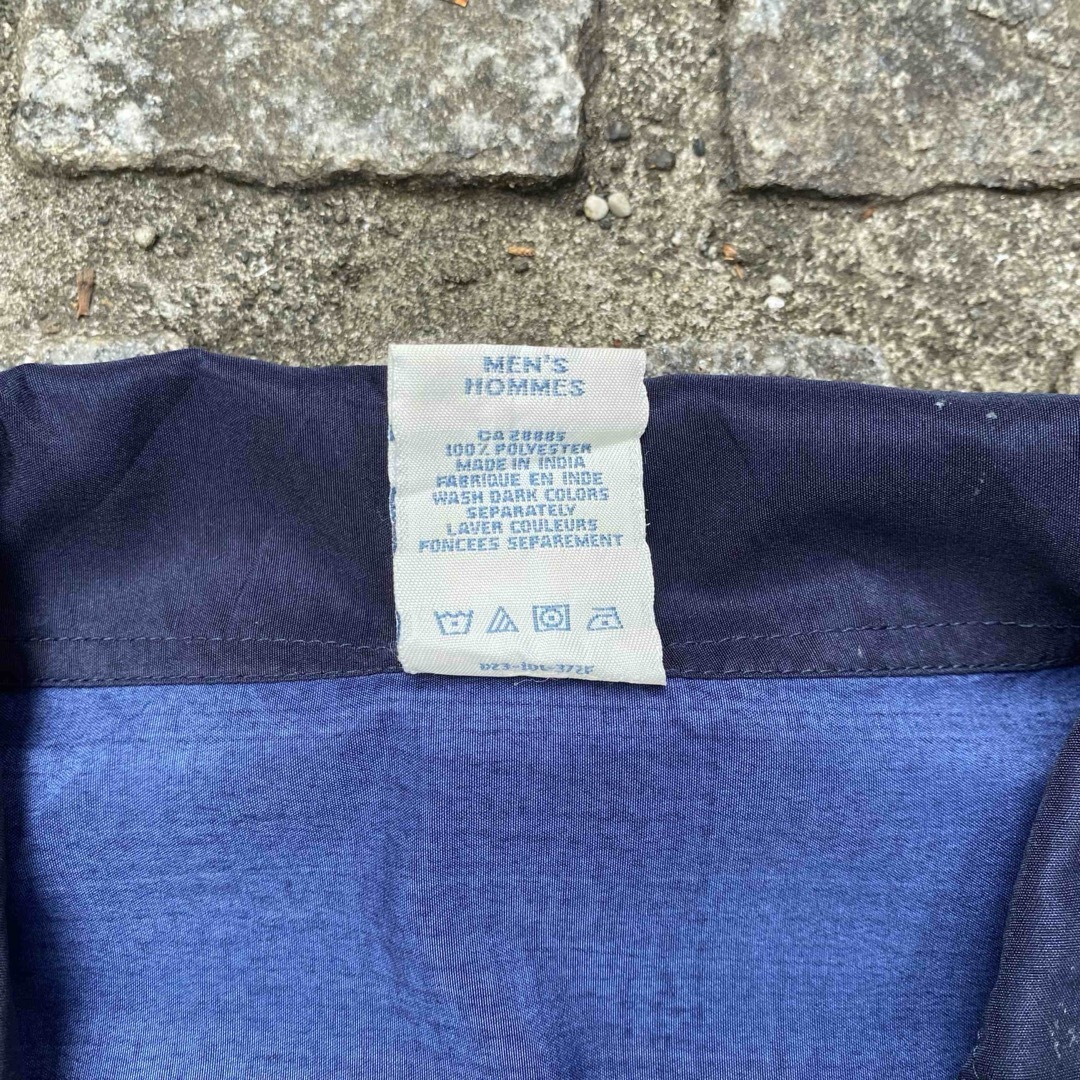 MEN'S
HOMMES
CA 28885
100% POLYESTER
MADE IN INDIA
FABRIQUE EN INDE
WASH DARK COLORS
SEPARATELY
LAVER COULEURS
FONCEES SEPAREMENT